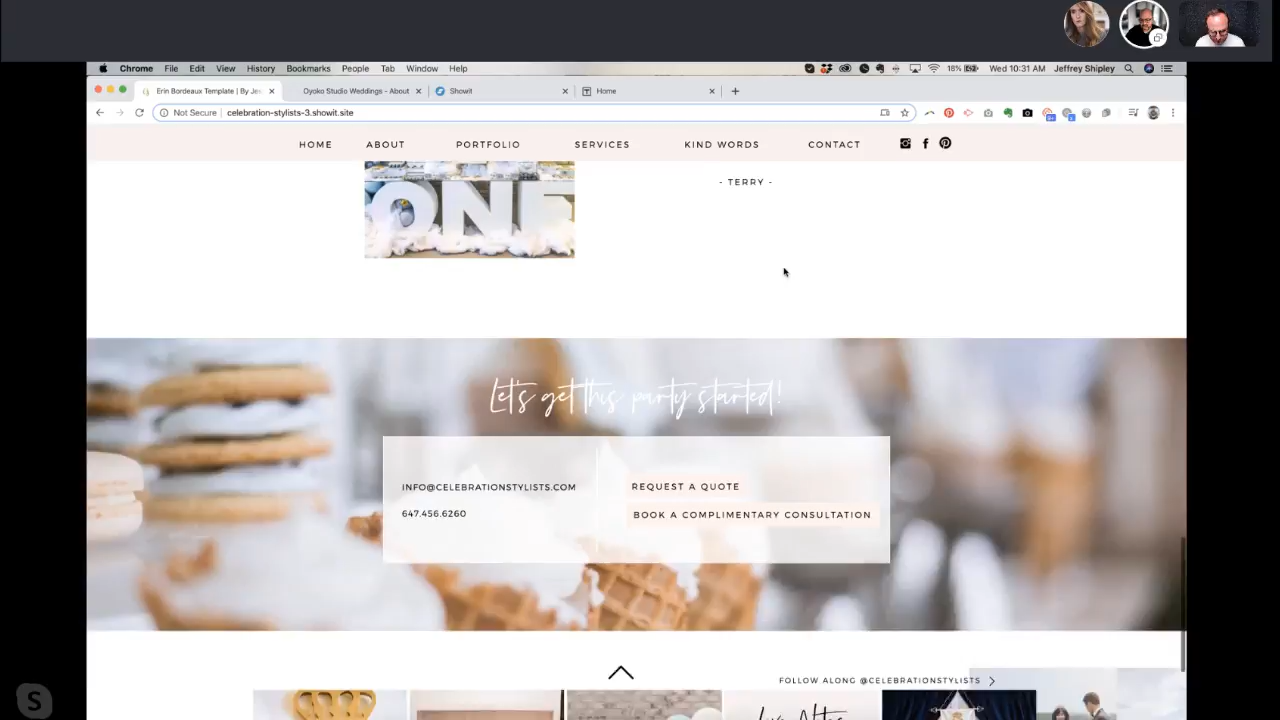 Chrome File Edit View History Bookmarks People Tab Window Help 18% Wed 10:31 AM Jeffrey Shipley
Erin Bordeaux Template | By Je Oyoko Studio Weddings - About Showit Home
Not Secure celebration-stylists-3.showit.site
HOME ABOUT PORTFOLIO SERVICES KIND WORDS CONTACT
ONE
- TERRY -
Let's get this party started!
INFO@CELEBRATIONSTYLISTS.COM
647.456.6260
REQUEST A QUOTE
BOOK A COMPLIMENTARY CONSULTATION
FOLLOW ALONG @CELEBRATIONSTYLISTS
S